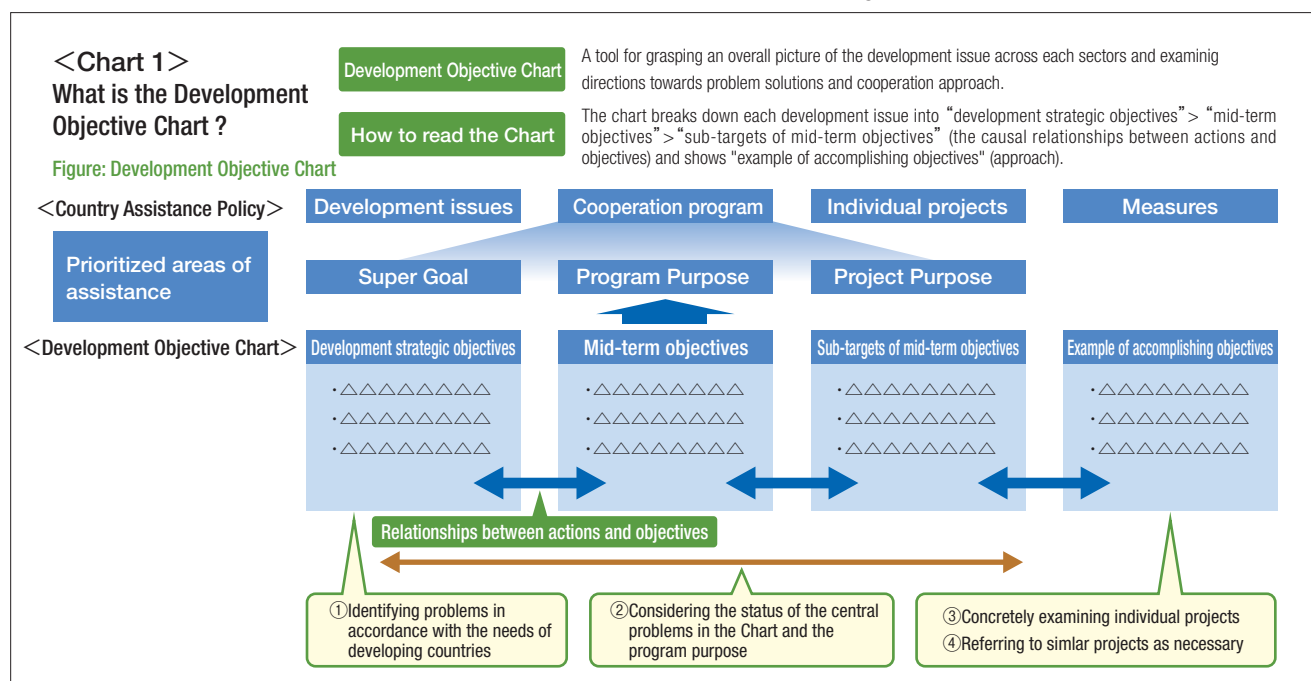 <Chart 1>
What is the Development
Objective Chart ?
Development Objective Chart
A tool for grasping an overall picture of the development issue across each sectors and examinig
directions towards problem solutions and cooperation approach.
How to read the Chart
The chart breaks down each development issue into “development strategic objectives” > “mid-term
objectives” > “sub-targets of mid-term objectives” (the causal relationships between actions and
objectives) and shows "example of accomplishing objectives" (approach).
Figure: Development Objective Chart
<Country Assistance Policy>
Development issues
Cooperation program
Individual projects
Measures
Prioritized areas of
assistance
Super Goal
Program Purpose
Project Purpose
<Development Objective Chart>
Development strategic objectives
Mid-term objectives
Sub-targets of mid-term objectives
Example of accomplishing objectives
・△△△△△△△△
・△△△△△△△△
・△△△△△△△△
・△△△△△△△△
・△△△△△△△△
・△△△△△△△△
・△△△△△△△△
・△△△△△△△△
・△△△△△△△△
・△△△△△△△△
・△△△△△△△△
・△△△△△△△△
Relationships between actions and objectives
①Identifying problems in
accordance with the needs of
developing countries
②Considering the status of the central
problems in the Chart and the
program purpose
③Concretely examining individual projects
④Referring to simlar projects as necessary